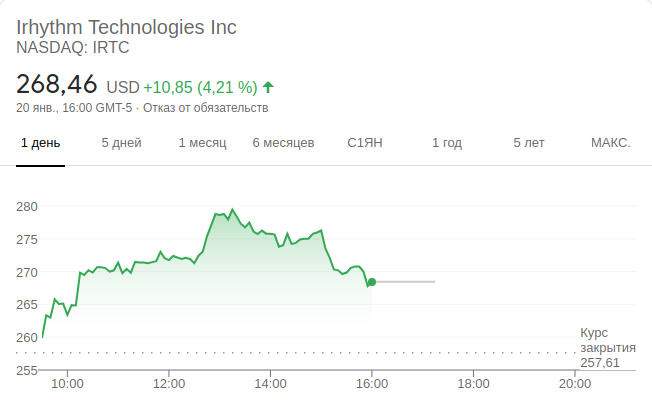 Irhythm Technologies Inc
NASDAQ: IRTC
268,46 USD +10,85 (4,21 %)
20 янв., 16:00 GMT-5 · Отказ от обязательств
1 день 5 дней 1 месяц 6 месяцев С1ЯН 1 год 5 лет МАКС.
280
275
270
265
260
Курс
закрытия
257,61
255
10:00 12:00 14:00 16:00 18:00 20:00